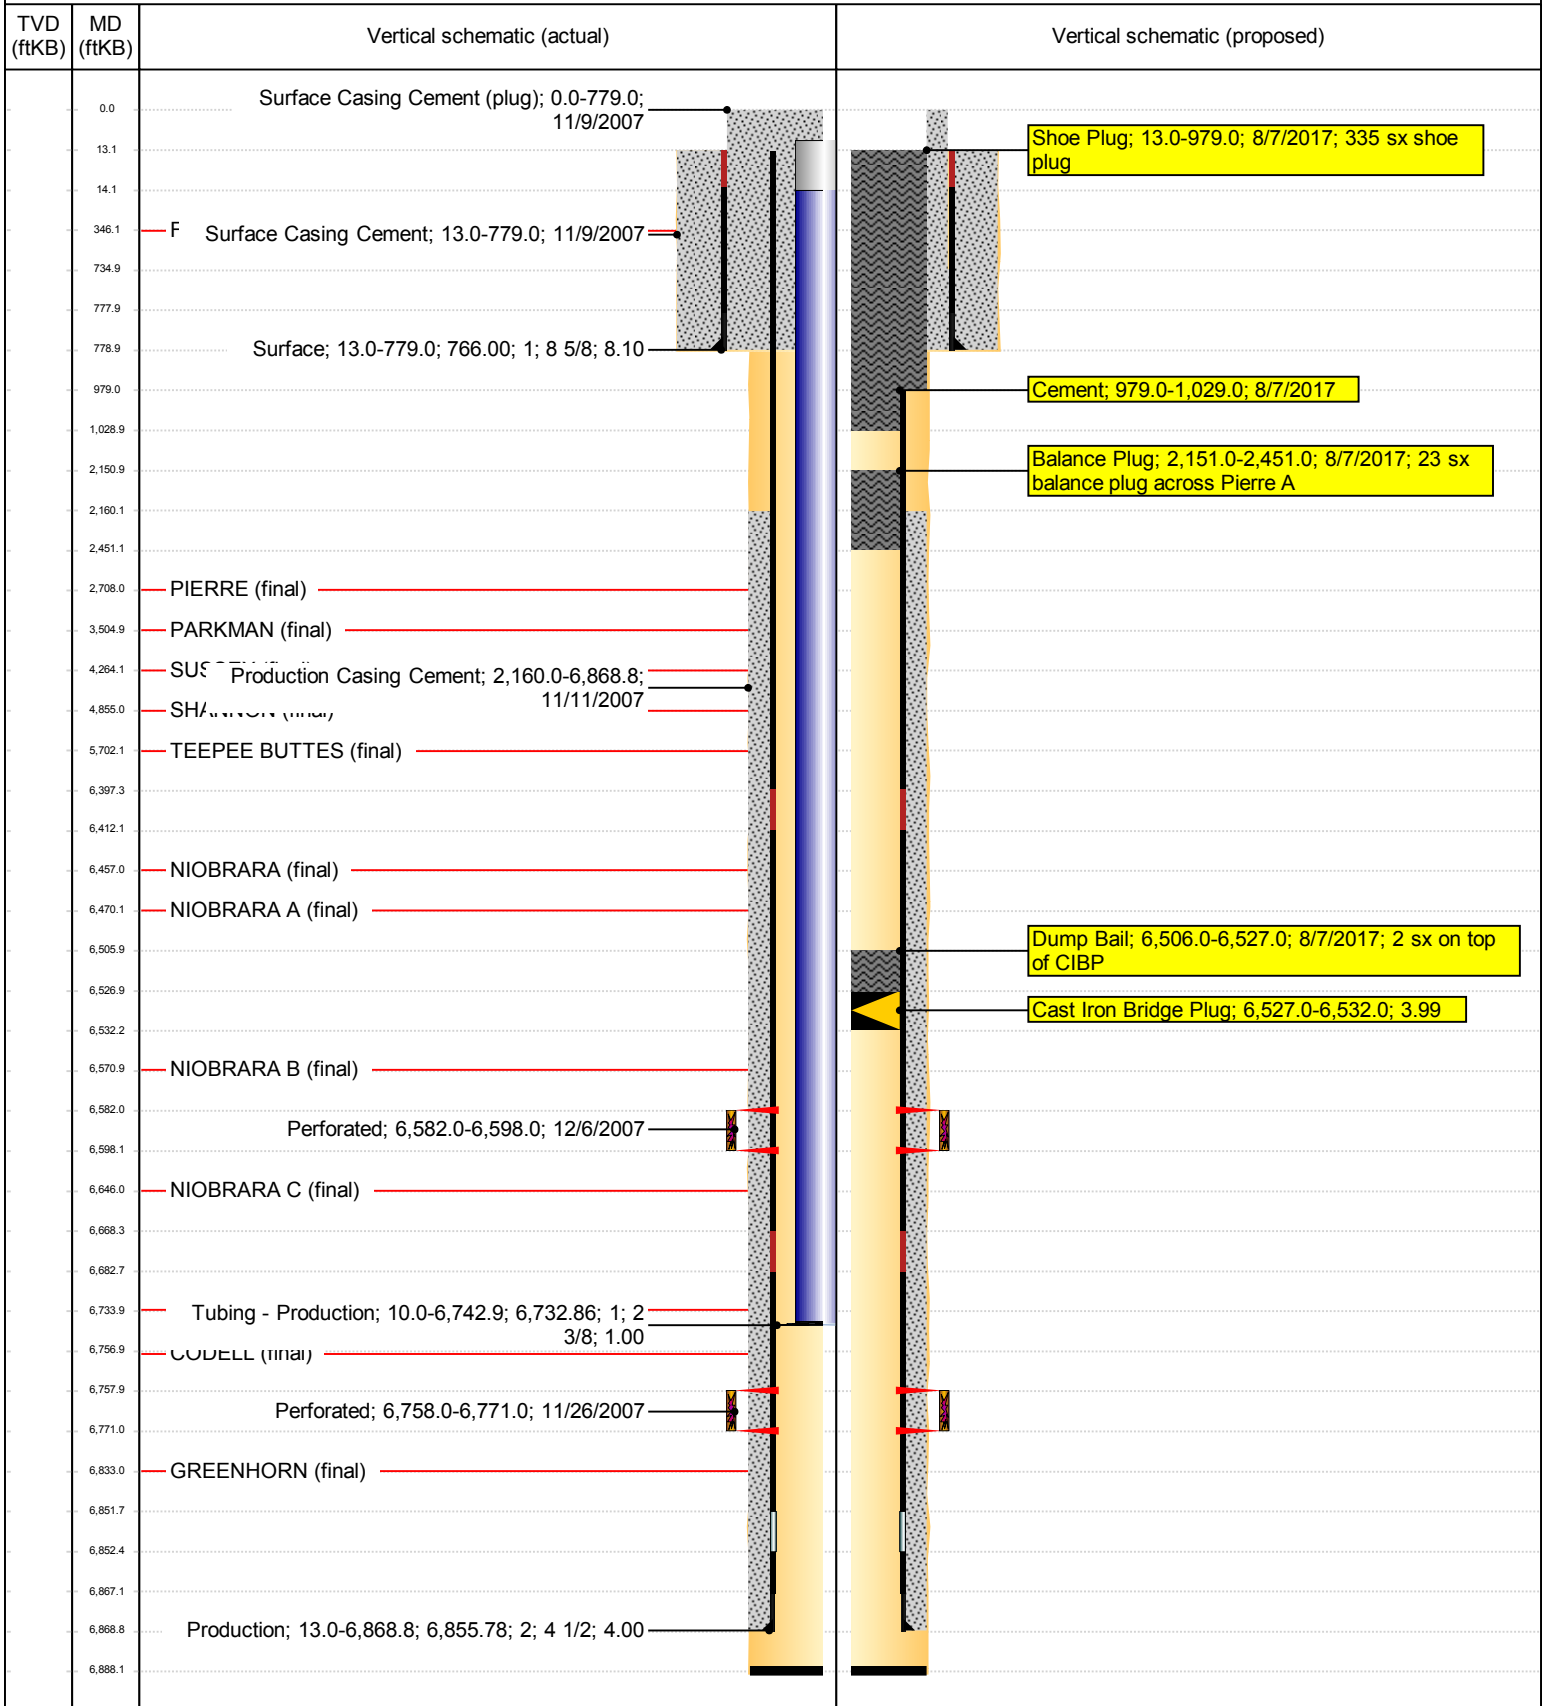 TVD
(ftKB)
MD
(ftKB)
Vertical schematic (actual)
Vertical schematic (proposed)
0.0
Surface Casing Cement (plug); 0.0-779.0;
11/9/2007
13.1
Shoe Plug; 13.0-979.0; 8/7/2017; 335 sx shoe
plug
14.1
346.1
F
Surface Casing Cement; 13.0-779.0; 11/9/2007
734.9
777.9
778.9
Surface; 13.0-779.0; 766.00; 1; 8 5/8; 8.10
979.0
Cement; 979.0-1,029.0; 8/7/2017
1,028.9
2,150.9
Balance Plug; 2,151.0-2,451.0; 8/7/2017; 23 sx
balance plug across Pierre A
2,160.1
2,451.1
2,708.0
PIERRE (final)
3,504.9
PARKMAN (final)
4,264.1
Production Casing Cement; 2,160.0-6,868.8;
11/11/2007
4,855.0
SHANNON (final)
5,702.1
TEEPEE BUTTES (final)
6,397.3
6,412.1
6,457.0
NIOBRARA (final)
6,470.1
NIOBRARA A (final)
6,505.9
Dump Bail; 6,506.0-6,527.0; 8/7/2017; 2 sx on top
of CIBP
6,526.9
Cast Iron Bridge Plug; 6,527.0-6,532.0; 3.99
6,532.2
6,570.9
NIOBRARA B (final)
6,582.0
Perforated; 6,582.0-6,598.0; 12/6/2007
6,598.1
6,646.0
NIOBRARA C (final)
6,668.3
6,682.7
6,733.9
Tubing - Production; 10.0-6,742.9; 6,732.86; 1; 2
3/8; 1.00
6,756.9
CODELL (final)
6,757.9
Perforated; 6,758.0-6,771.0; 11/26/2007
6,771.0
6,833.0
GREENHORN (final)
6,851.7
6,852.4
6,867.1
6,868.8
Production; 13.0-6,868.8; 6,855.78; 2; 4 1/2; 4.00
6,888.1